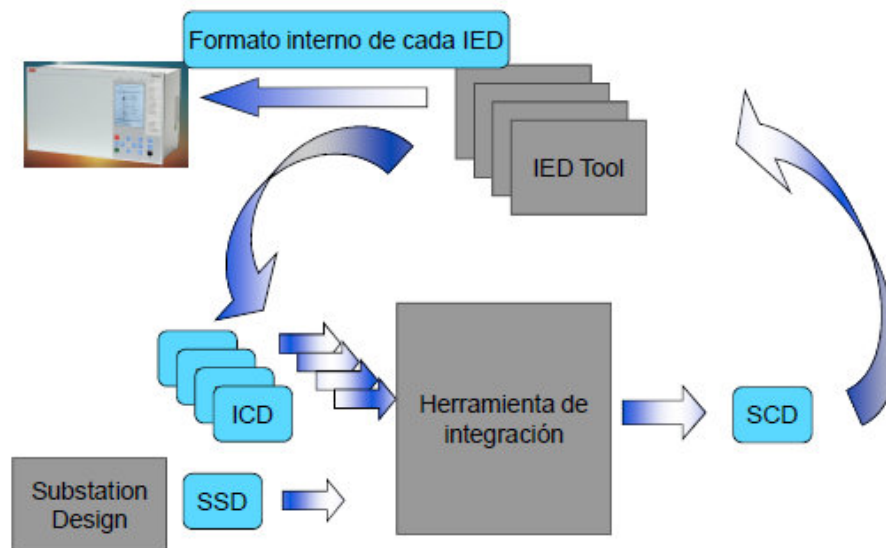 Formato interno de cada IED
IED Tool
ICD
Herramienta de
integración
SCD
Substation
Design
SSD